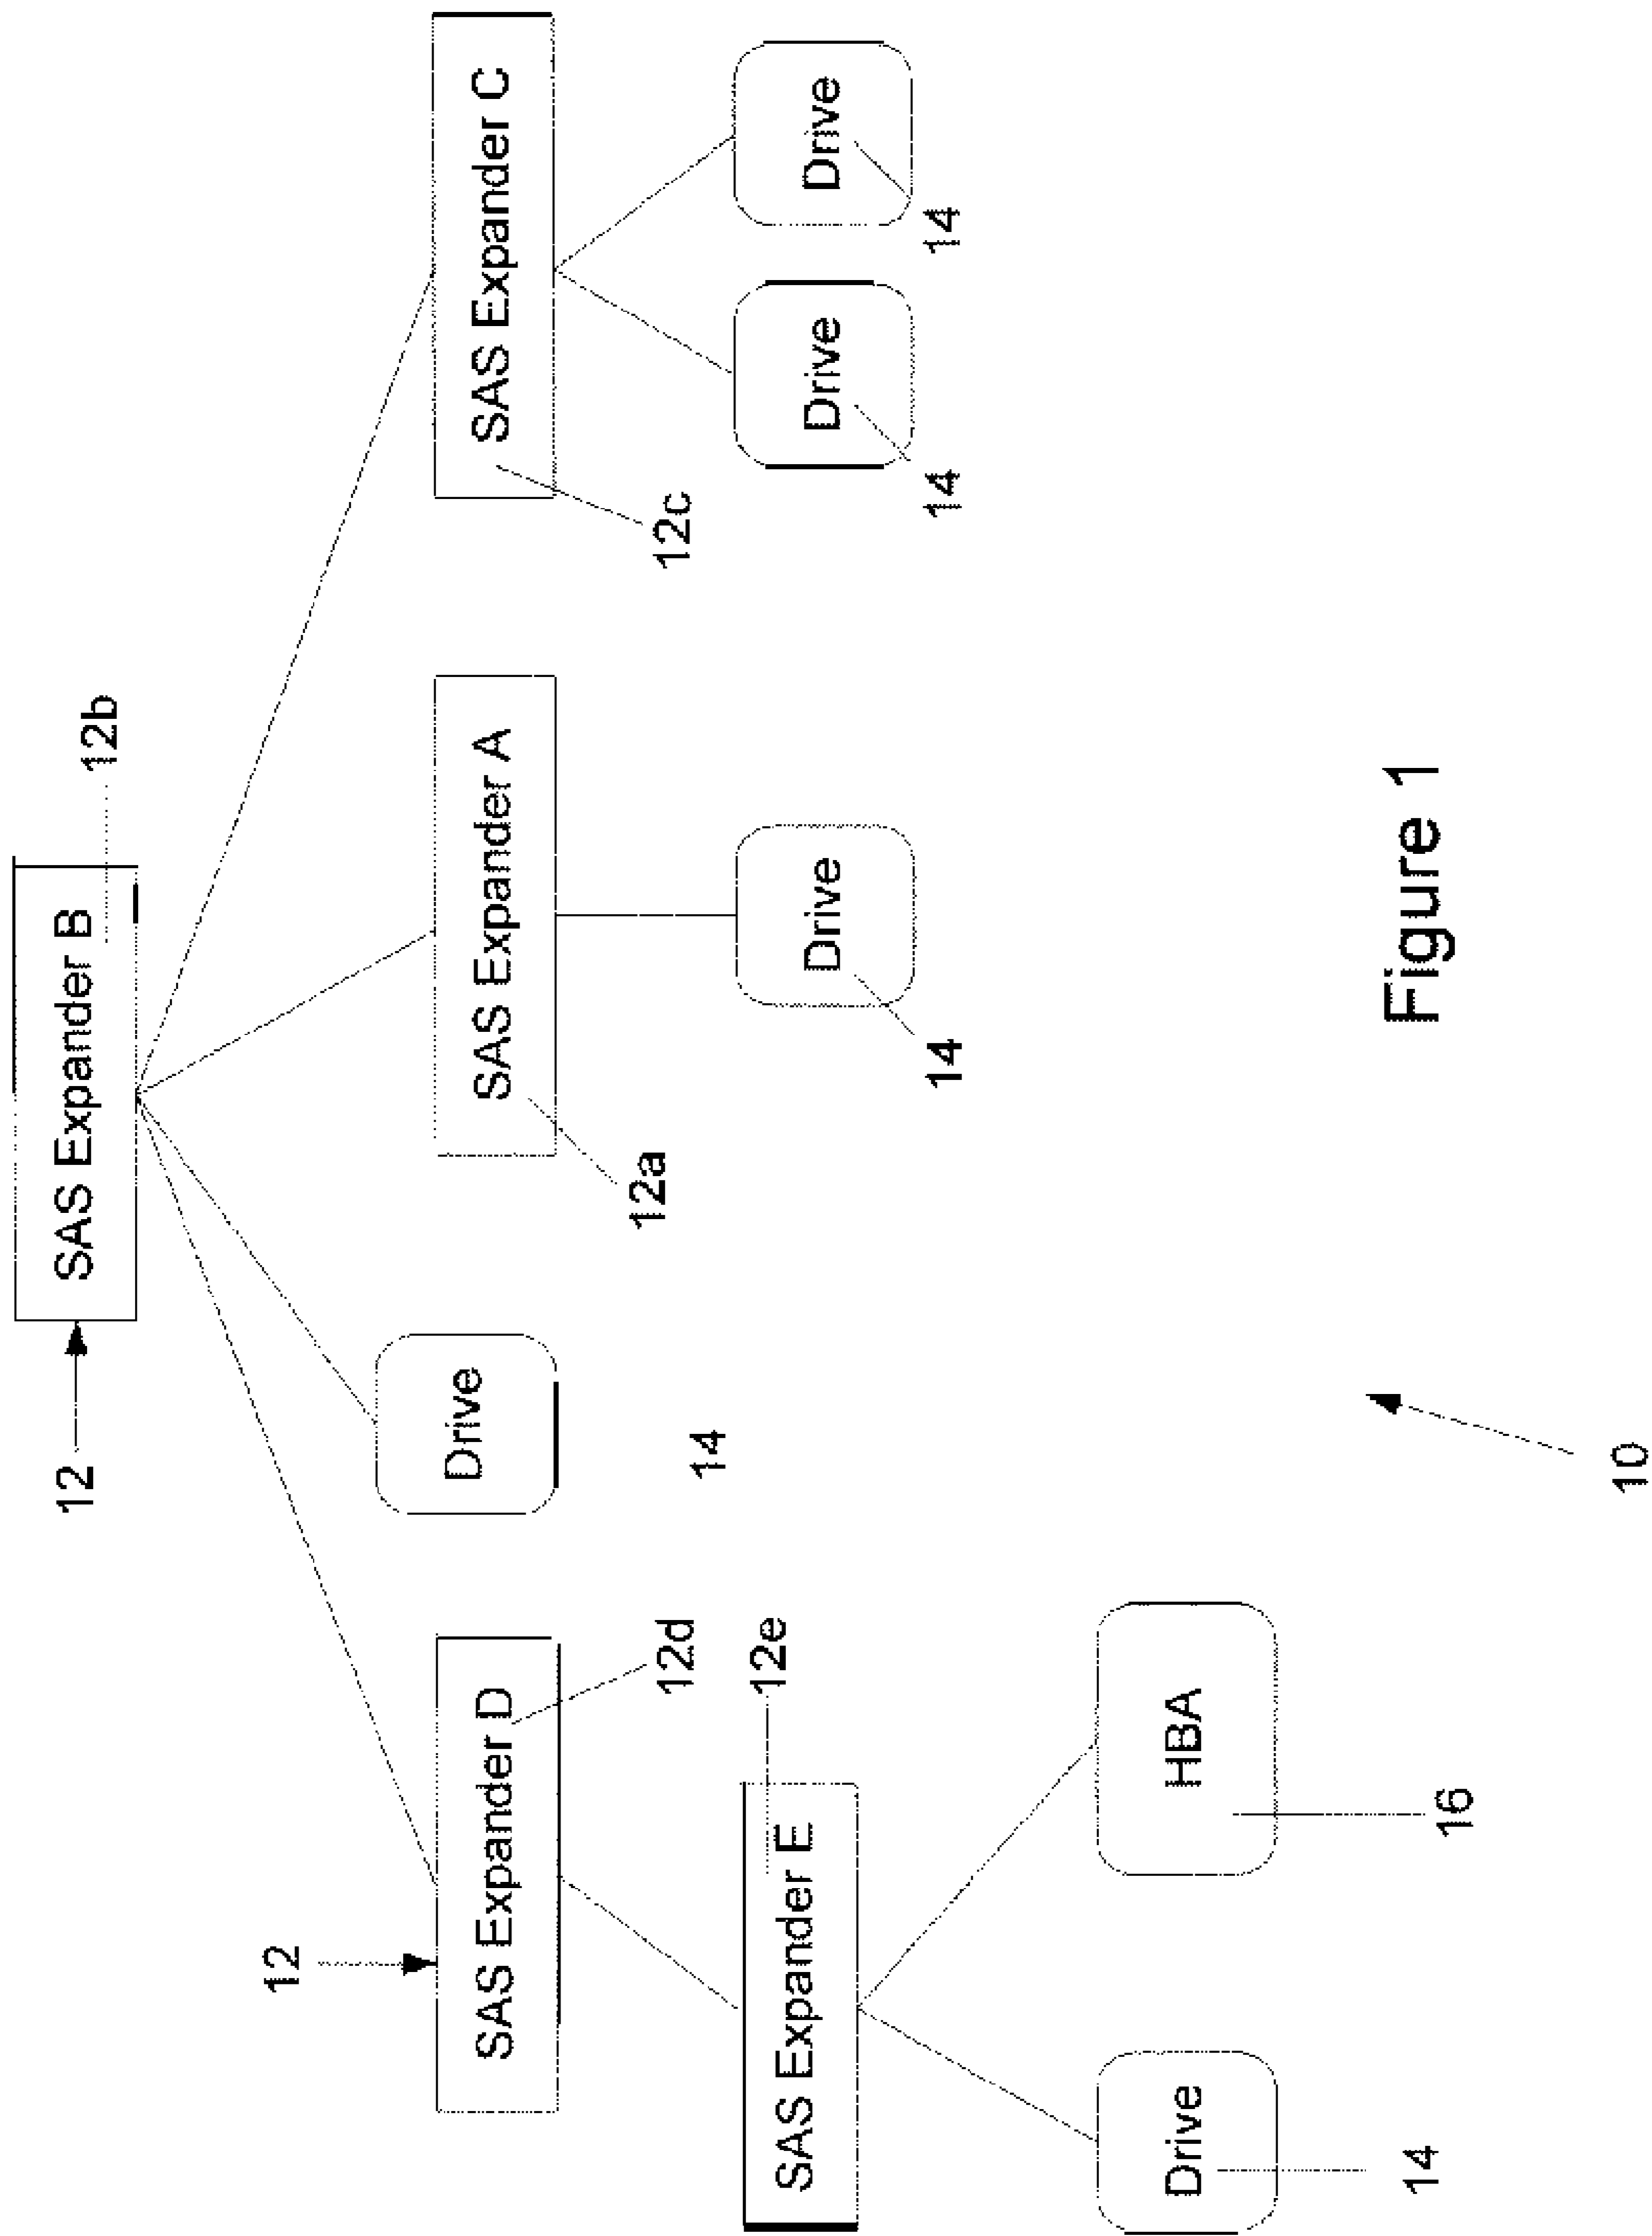 12
SAS Expander B
12b
12
SAS Expander D
12d
Drive
14
SAS Expander A
12a
SAS Expander C
12c
SAS Expander E
12e
Drive
14
Drive
14
Drive
14
Drive
14
HBA
16
10
Figure 1